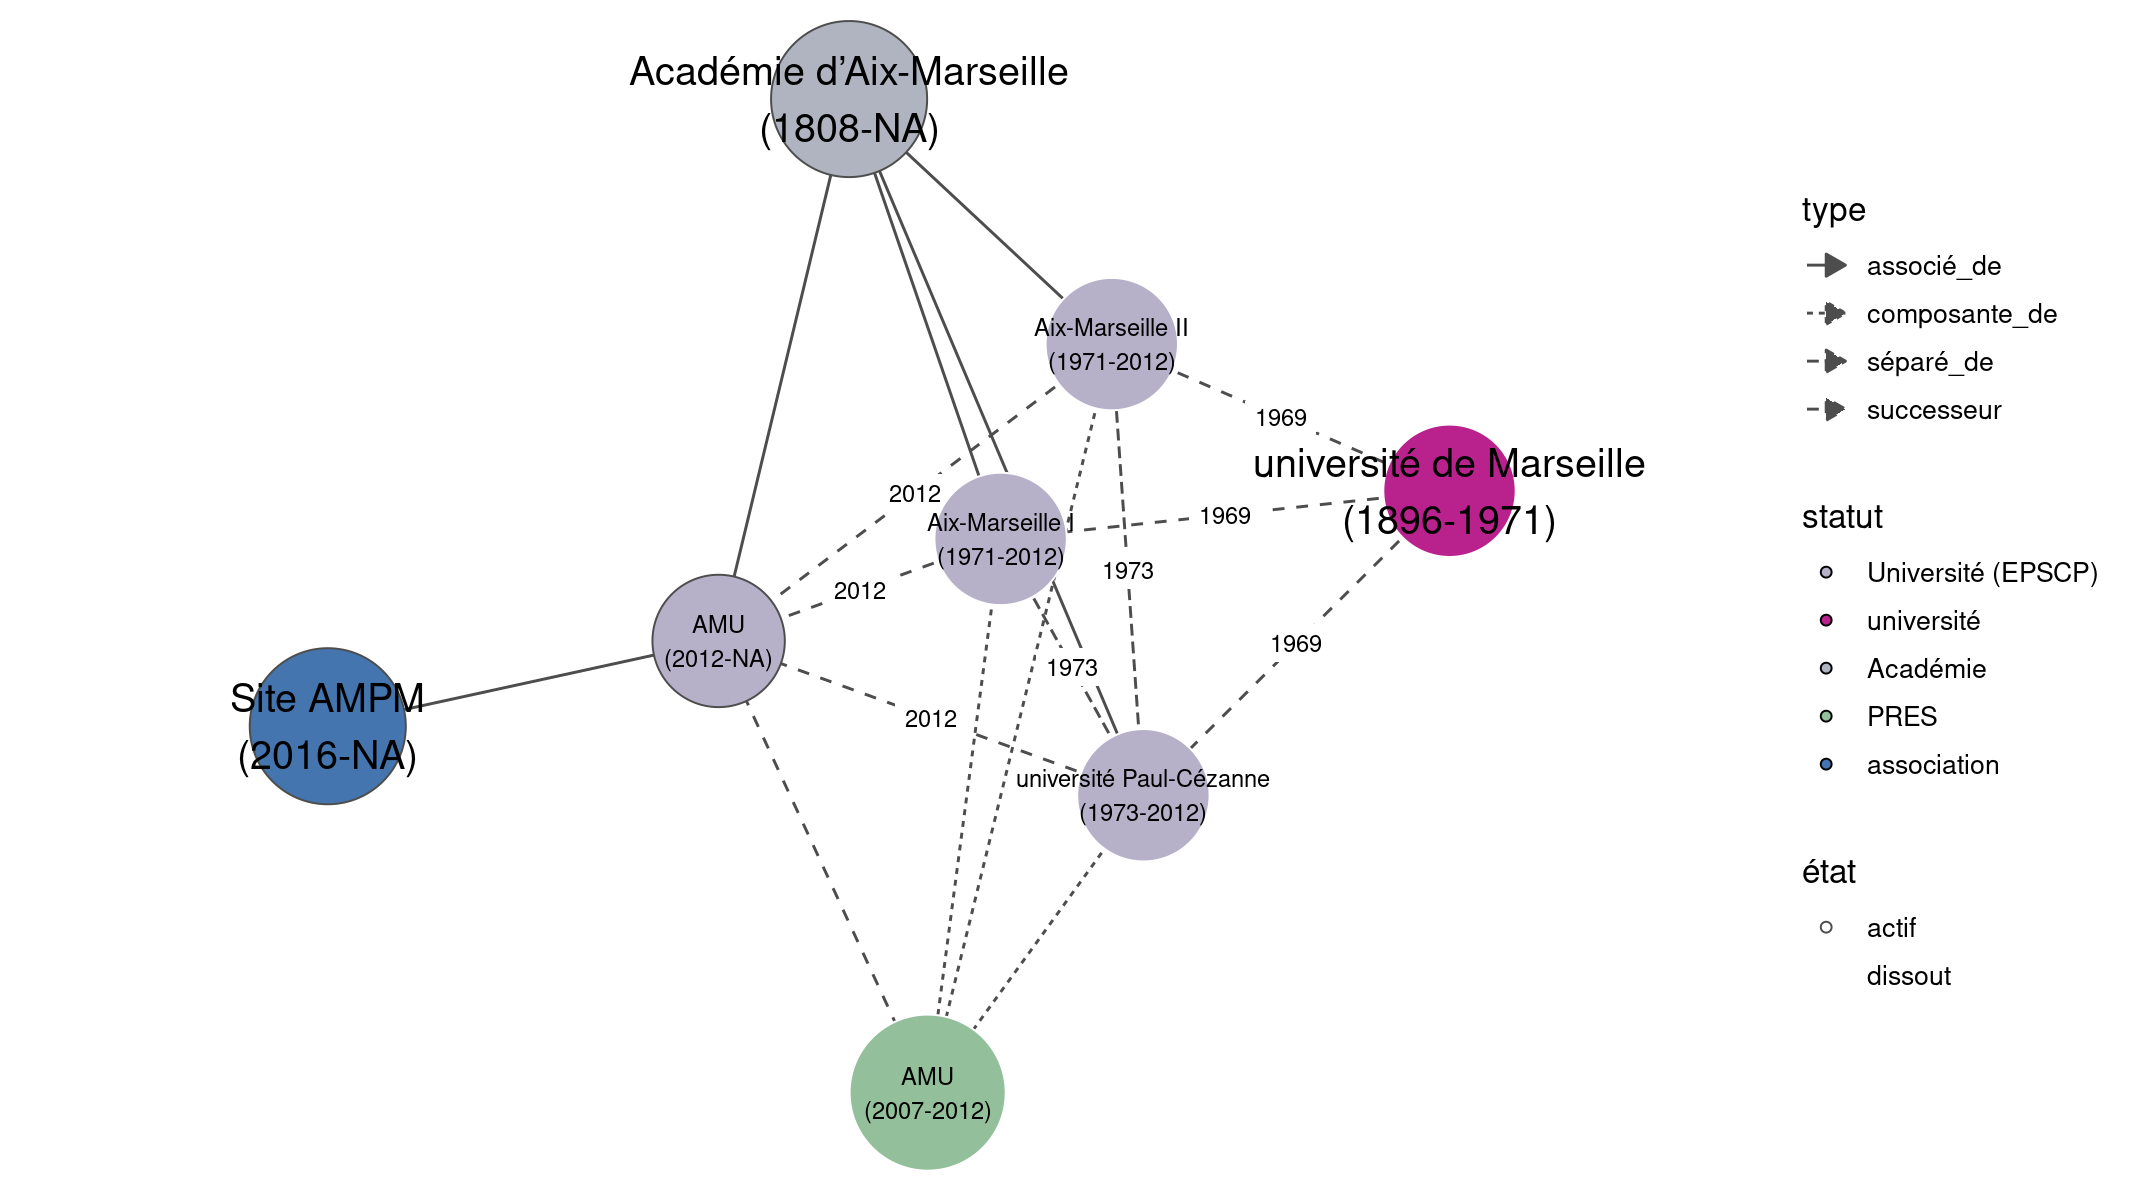 Académie d’Aix-Marseille
(1808-NA)
Aix-Marseille II
(1971-2012)
1969
université de Marseille
(1896-1971)
2012
Aix-Marseille I
(1971-2012)
1969
1973
2012
AMU
(2012-NA)
1973
1969
Site AMPM
(2016-NA)
2012
université Paul-Cézanne
(1973-2012)
AMU
(2007-2012)
type
associé_de
composante_de
séparé_de
successeur
statut
Université (EPSCP)
université
Académie
PRES
association
état
actif
dissout